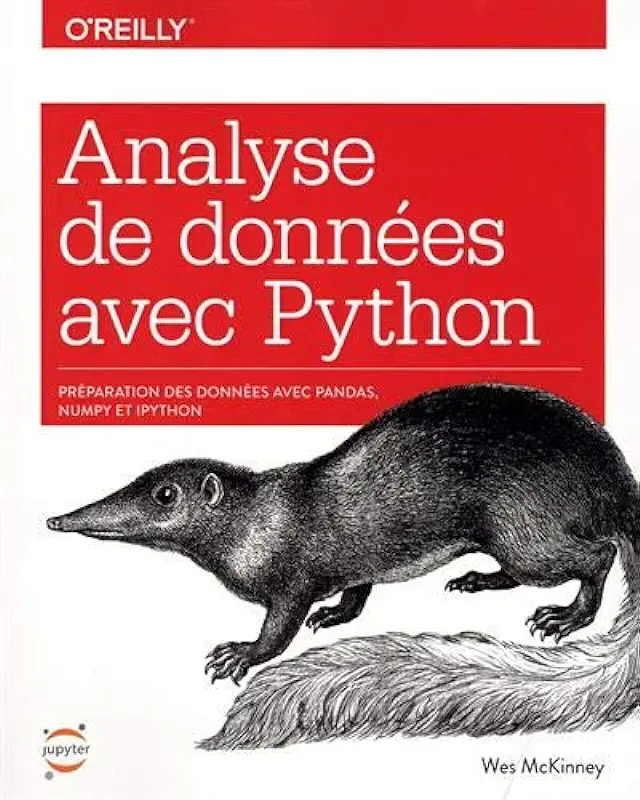 O'REILLY®
Analyse
de données
avec Python
PRÉPARATION DES DONNÉES AVEC PANDAS,
NUMPY ET IPYTHON
jupyter
Wes McKinney